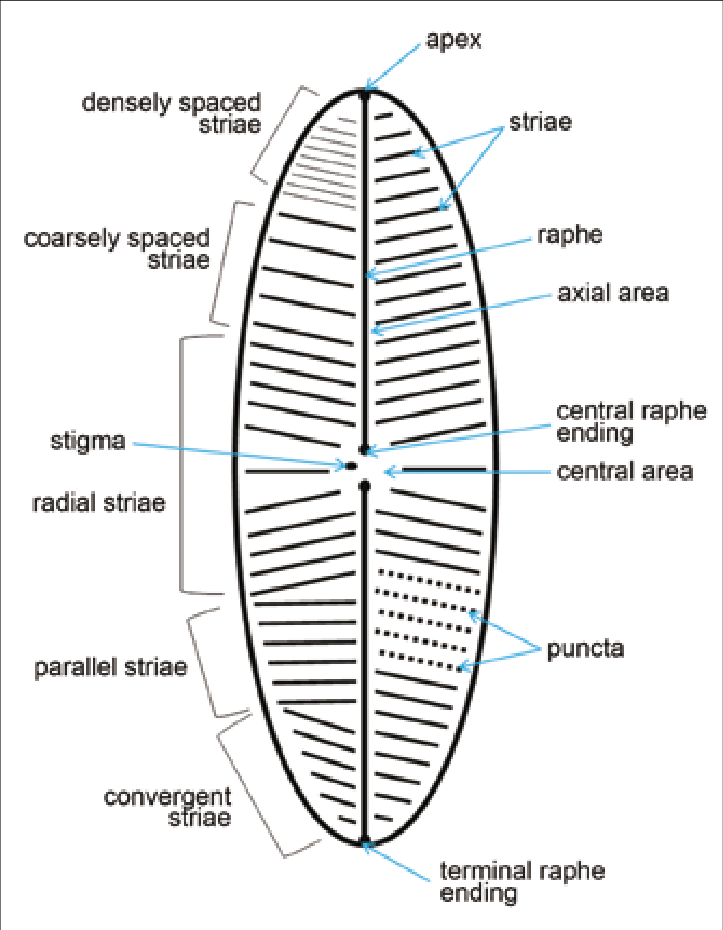 apex
densely spaced
striae
striae
coarsely spaced
striae
raphe
axial area
central raphe
ending
stigma
central area
radial striae
puncta
parallel striae
convergent
striae
terminal raphe
ending